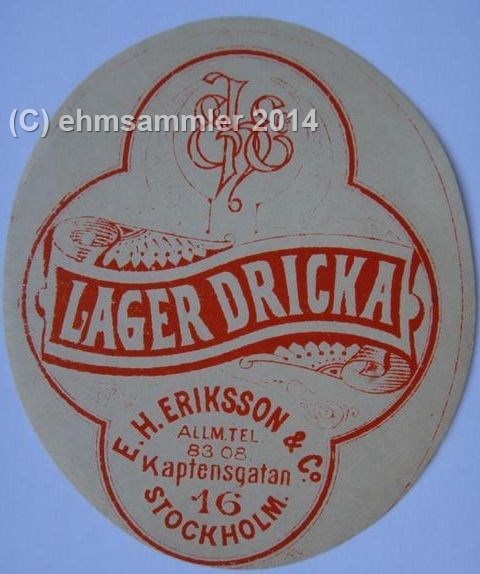 (C) ehmsammler 2014
LAGER DRICKA
E. H. ERIKSSON & Co.
ALLM. TEL.
83 08.
Kaptensgatan
16
STOCKHOLM.